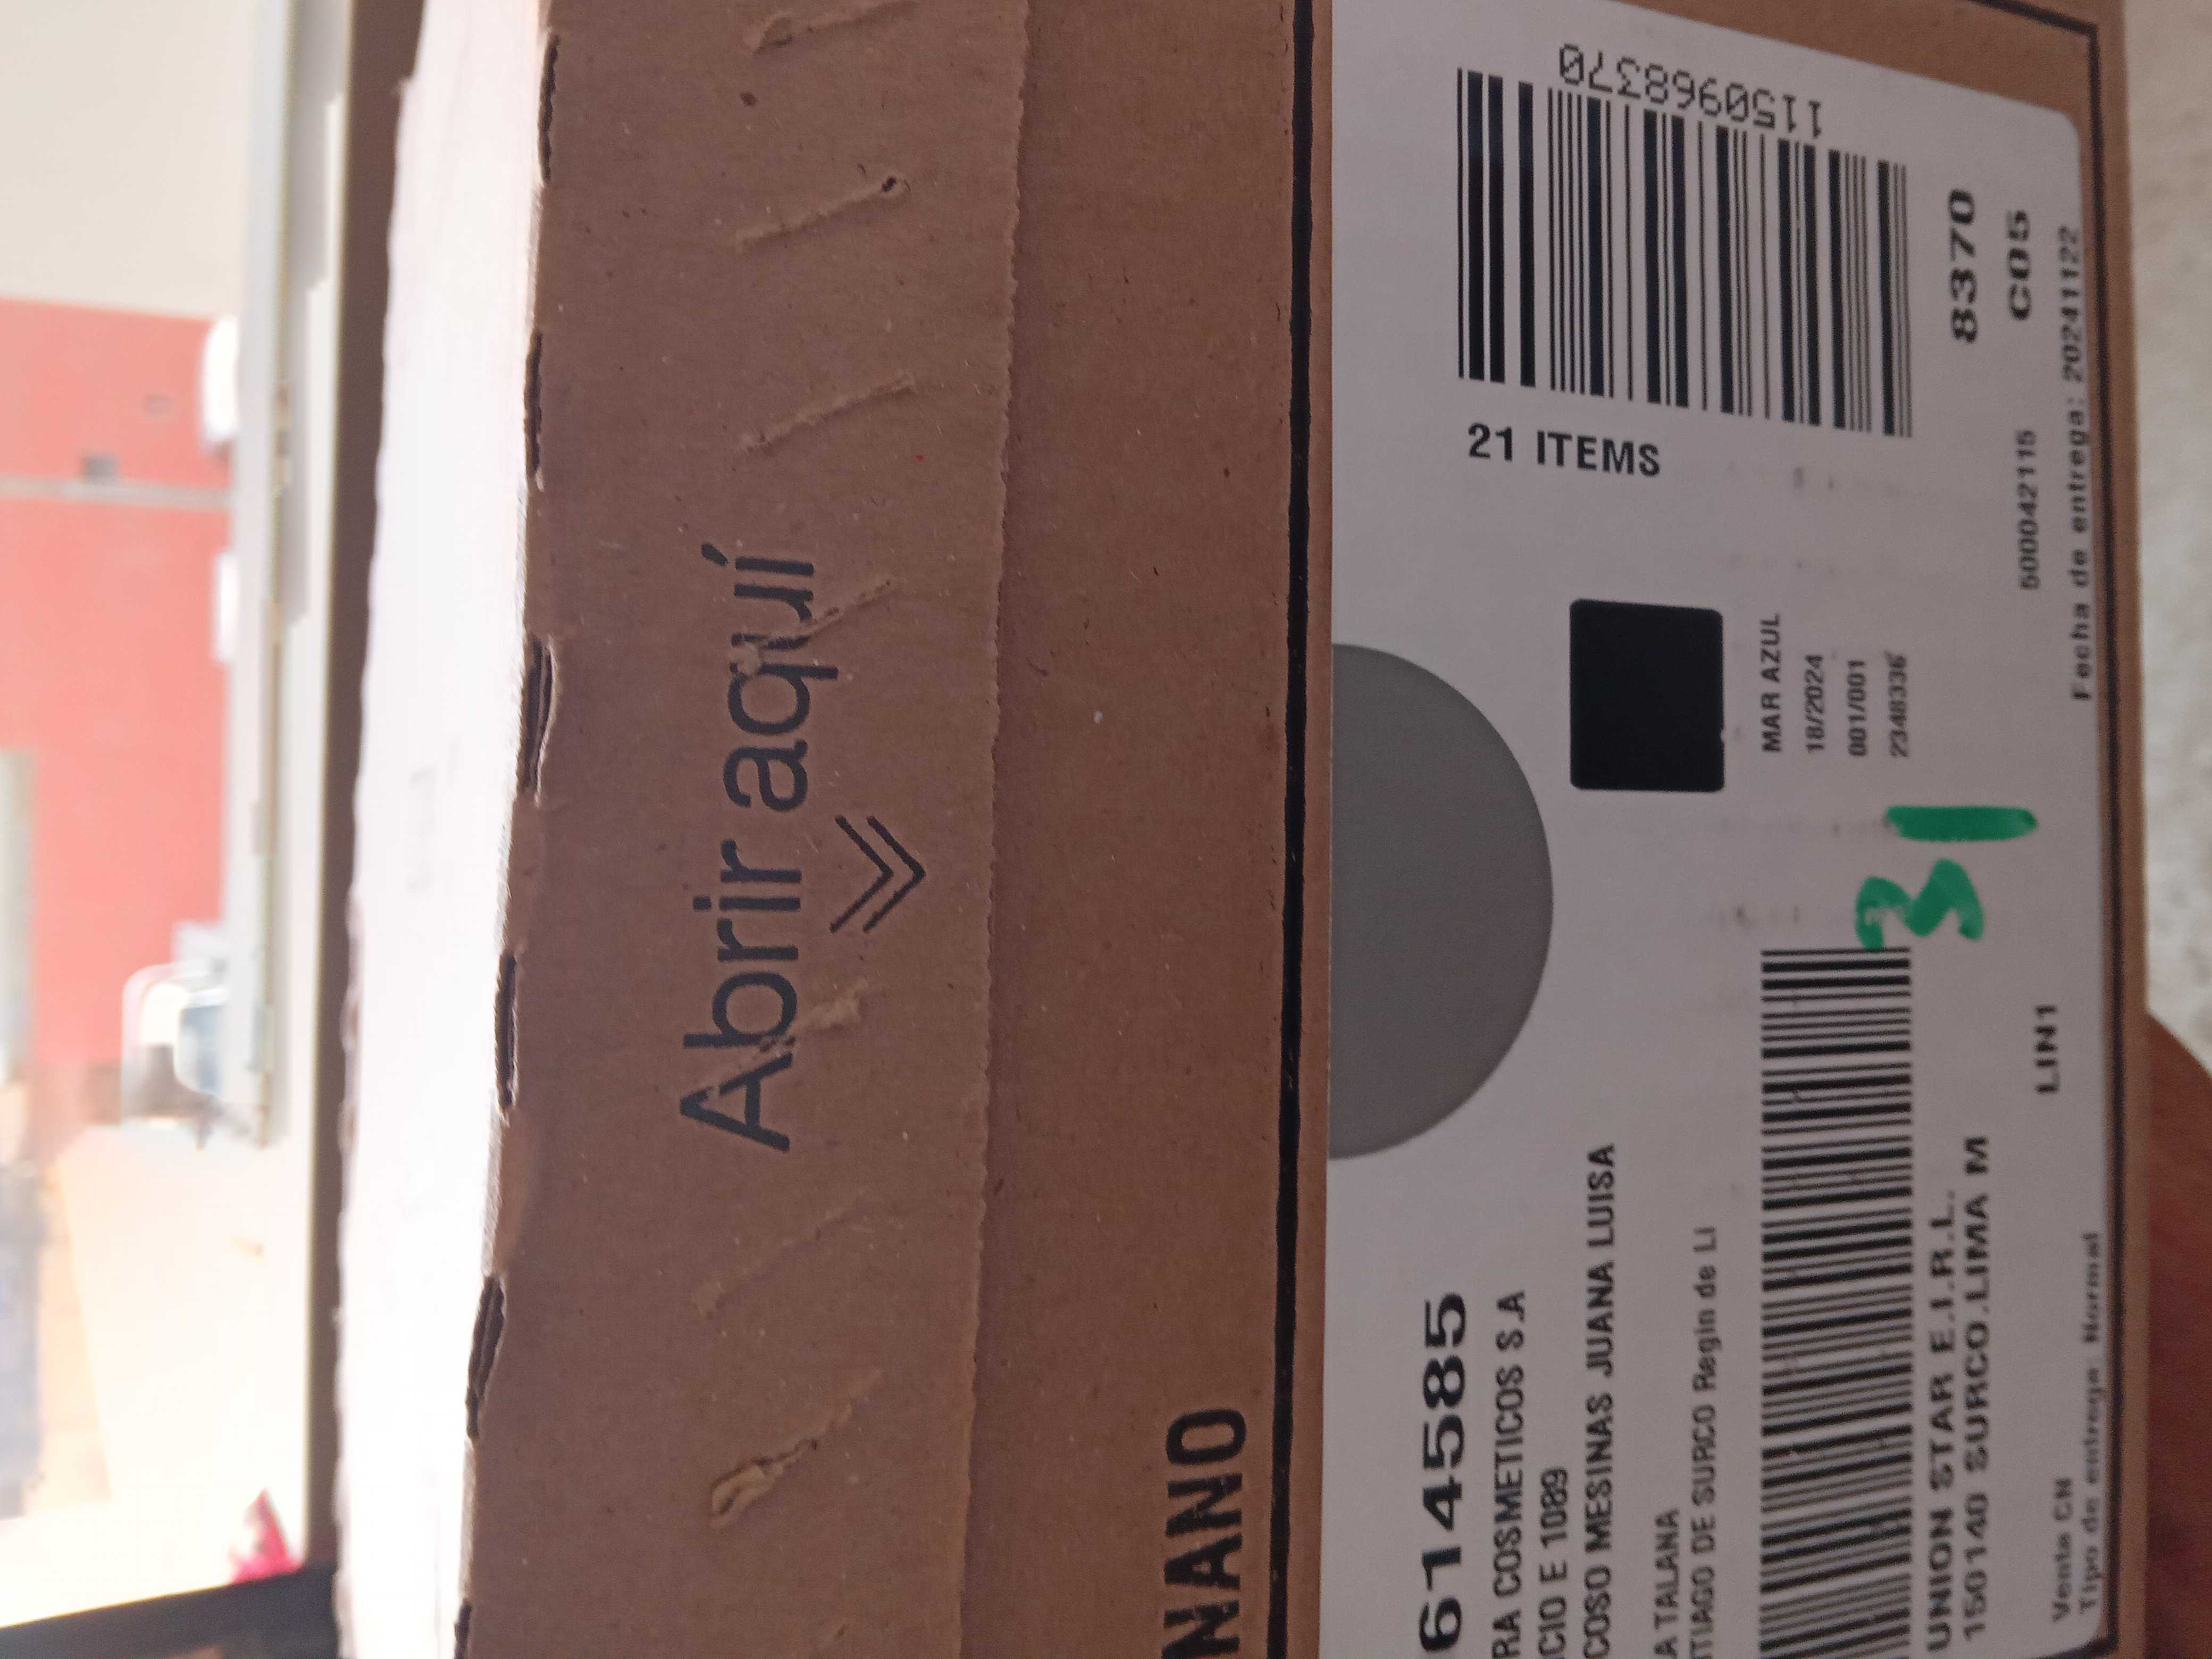 Abrir aquí
NANO
614585
RA COSMETICOS S.A
CIO E 1089
COSO MESINAS JUANA LUISA
A TALANA
TIAGO DE SURCO Regin de Li
UNION STAR E.I.R.L.
150140 SURCO.LIMA M
LIN1
Venta CN
Tipo de entrega: Normal
31
MAR AZUL
18/2024
001/001
2348336
21 ITEMS
1150968370
8370
C05
500042115
Fecha de entrega: 20241122